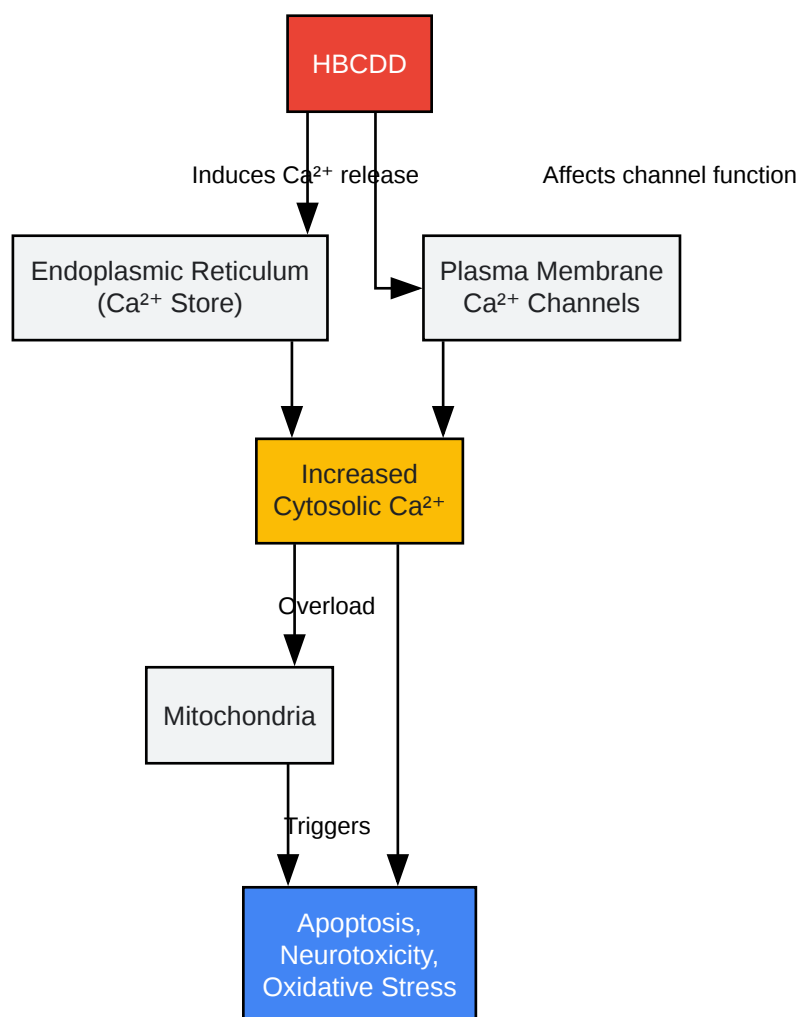 HBCDD
Induces Ca²⁺ release
Affects channel function
Endoplasmic Reticulum
(Ca²⁺ Store)
Plasma Membrane
Ca²⁺ Channels
Increased
Cytosolic Ca²⁺
Overload
Mitochondria
Triggers
Apoptosis,
Neurotoxicity,
Oxidative Stress